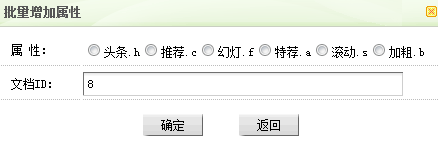 批里增加属性
属 性： 头条.h 推荐.c 幻灯.f 特荐.a 滚动.s 加粗.b
文档ID： 8
确定 返回